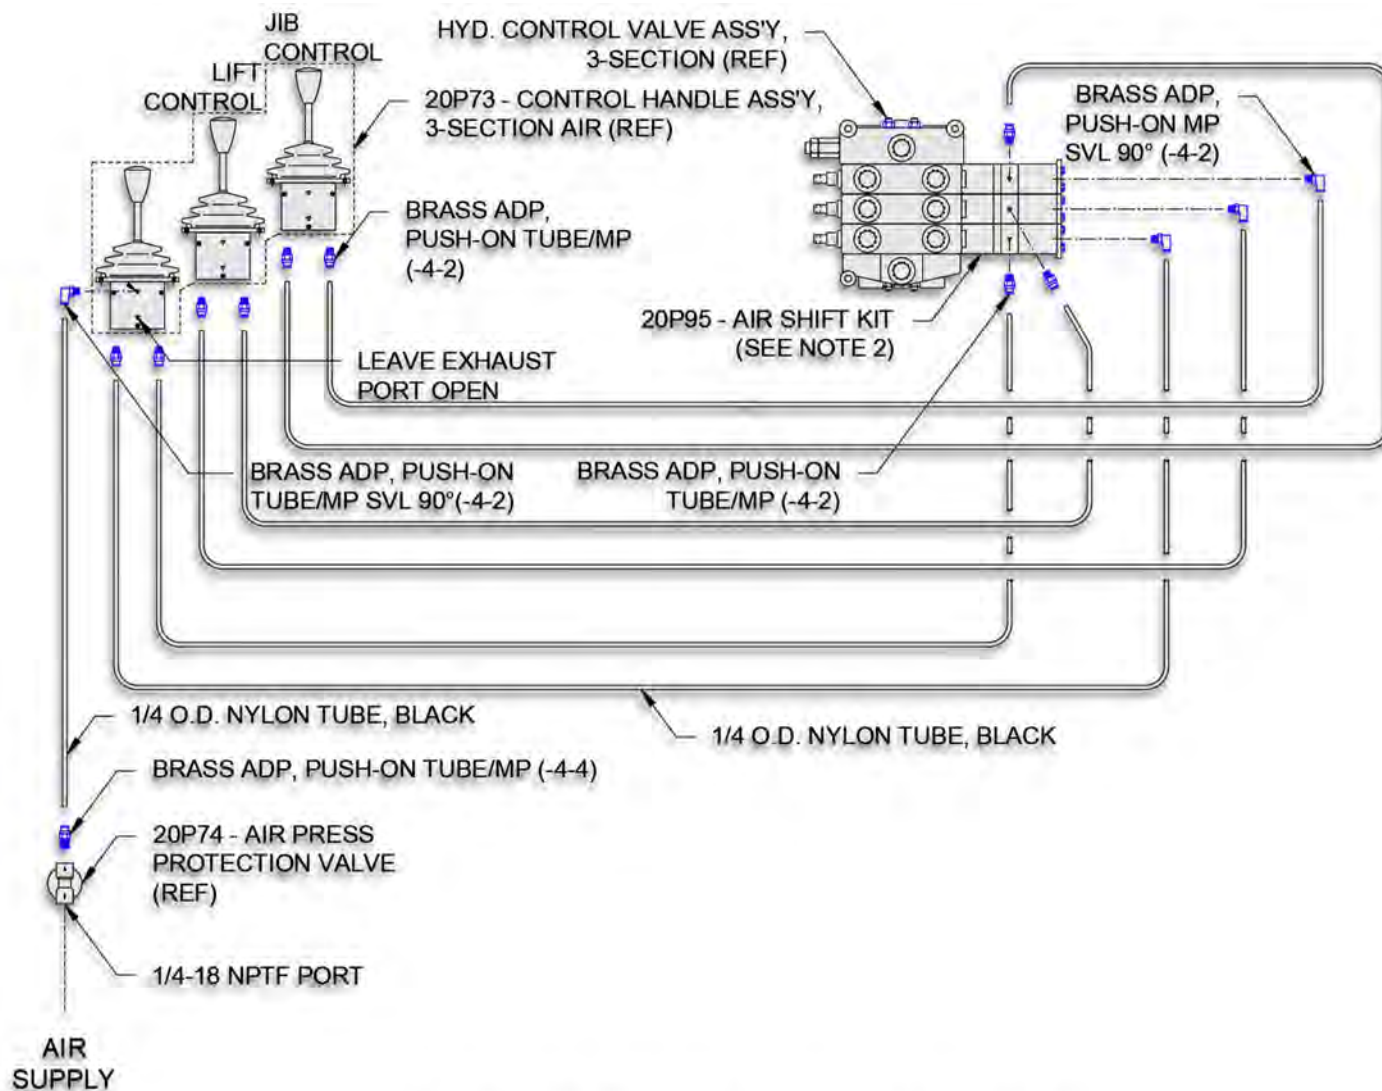 JIB
CONTROL
LIFT
CONTROL
HYD. CONTROL VALVE ASS'Y,
3-SECTION (REF)
20P73 - CONTROL HANDLE ASS'Y,
3-SECTION AIR (REF)
BRASS ADP,
PUSH-ON MP
SVL 90° (-4-2)
BRASS ADP,
PUSH-ON TUBE/MP
(-4-2)
20P95 - AIR SHIFT KIT
(SEE NOTE 2)
LEAVE EXHAUST
PORT OPEN
BRASS ADP, PUSH-ON
TUBE/MP SVL 90°(-4-2)
BRASS ADP, PUSH-ON
TUBE/MP (-4-2)
1/4 O.D. NYLON TUBE, BLACK
1/4 O.D. NYLON TUBE, BLACK
BRASS ADP, PUSH-ON TUBE/MP (-4-4)
20P74 - AIR PRESS
PROTECTION VALVE
(REF)
1/4-18 NPTF PORT
AIR
SUPPLY